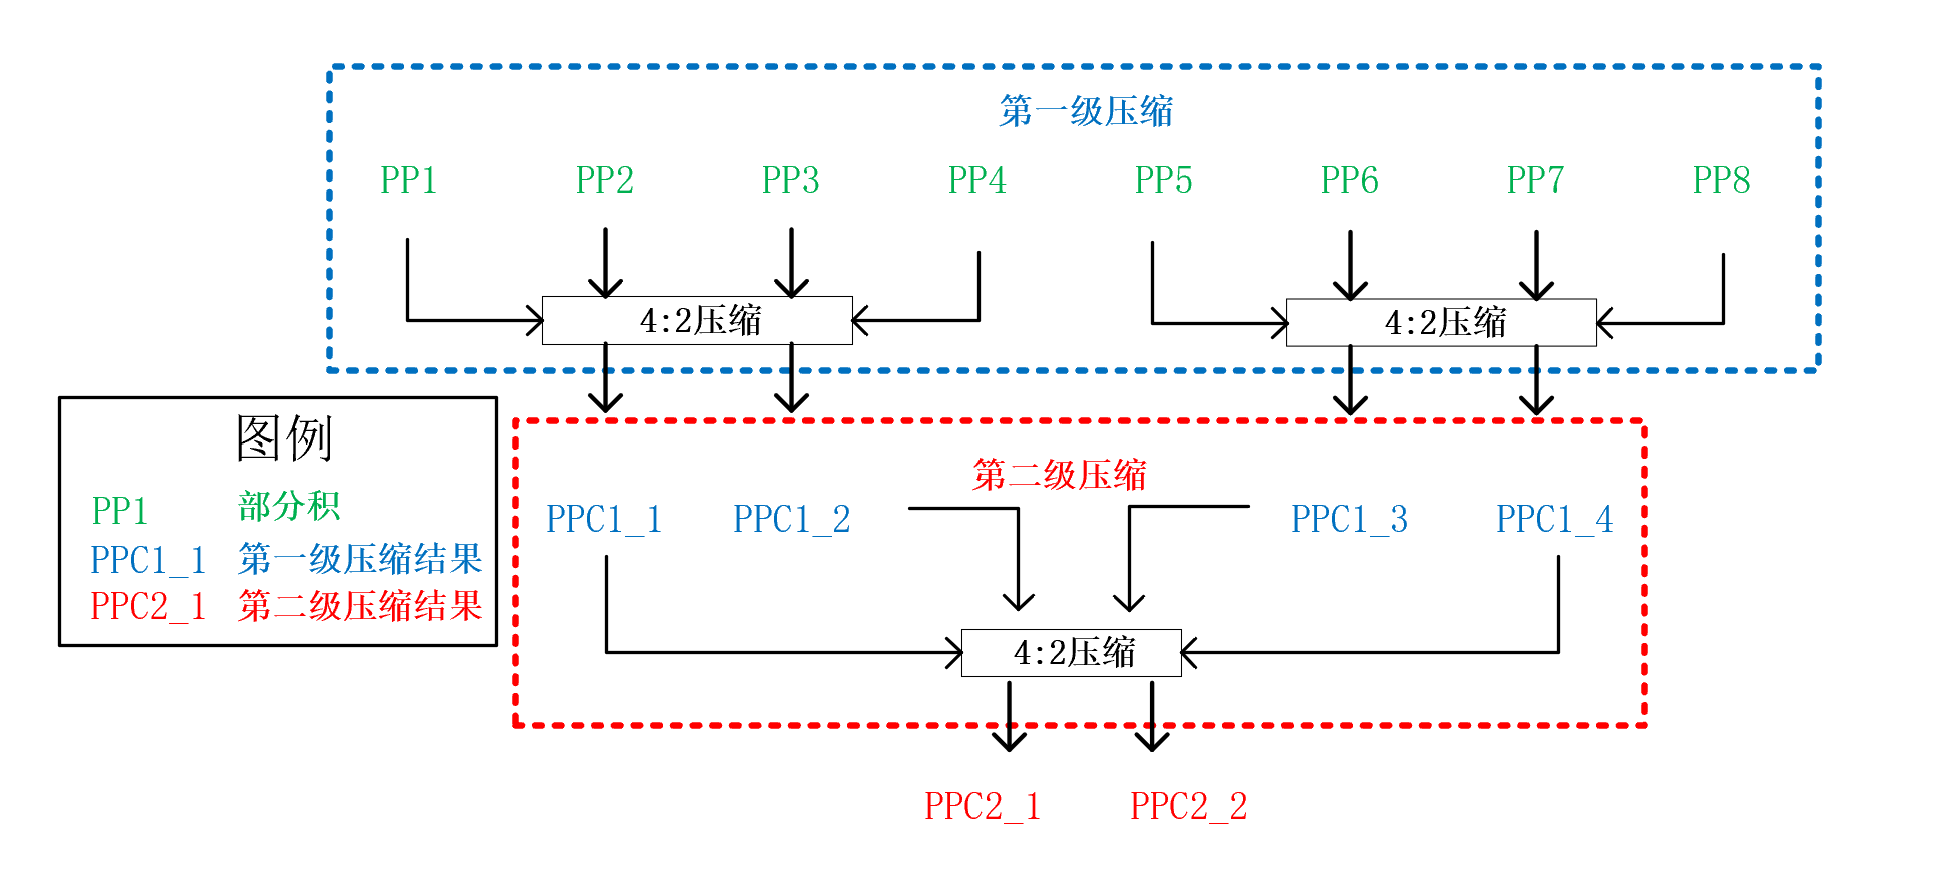 第一级压缩
PP1 PP2 PP3 PP4 PP5 PP6 PP7 PP8
4:2压缩 4:2压缩
图例
PP1 部分积
PPC1_1 第一级压缩结果
PPC2_1 第二级压缩结果
第二级压缩
PPC1_1 PPC1_2 PPC1_3 PPC1_4
4:2压缩
PPC2_1 PPC2_2